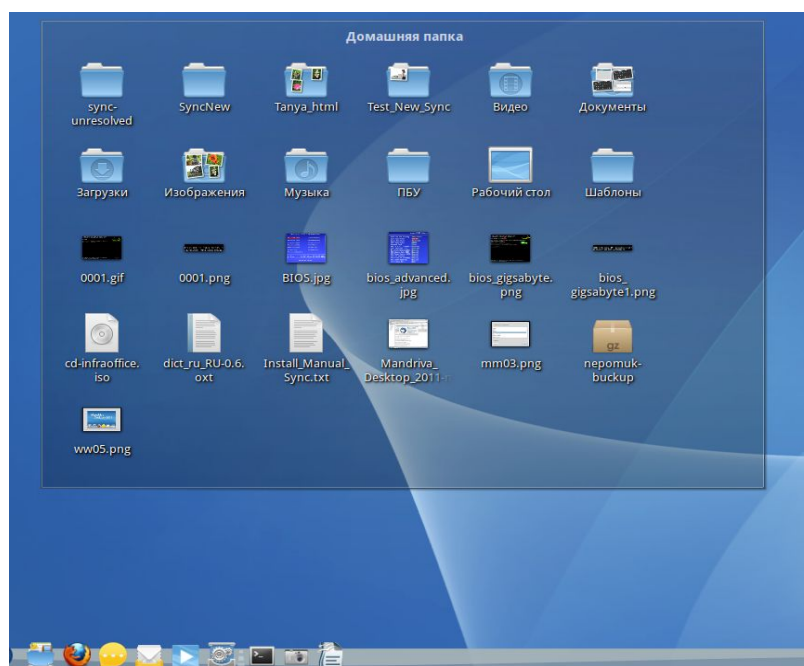 Домашняя папка
sync-
unresolved
SyncNew
Tanya_html
Test_New_Sync
Видео
Документы
Загрузки
Изображения
Музыка
ПБУ
Рабочий стол
Шаблоны
0001.gif
0001.png
BIOS.jpg
bios_advanced.
jpg
bios_gigsabyte.
png
bios_
gigsabyte1.png
cd-infraoffice.
iso
dict_ru_RU-0.6.
oxt
Install_Manual_
Sync.txt
Mandriva_
Desktop_2011-
mm03.png
gz
nepomuk-
buckup
ww05.png